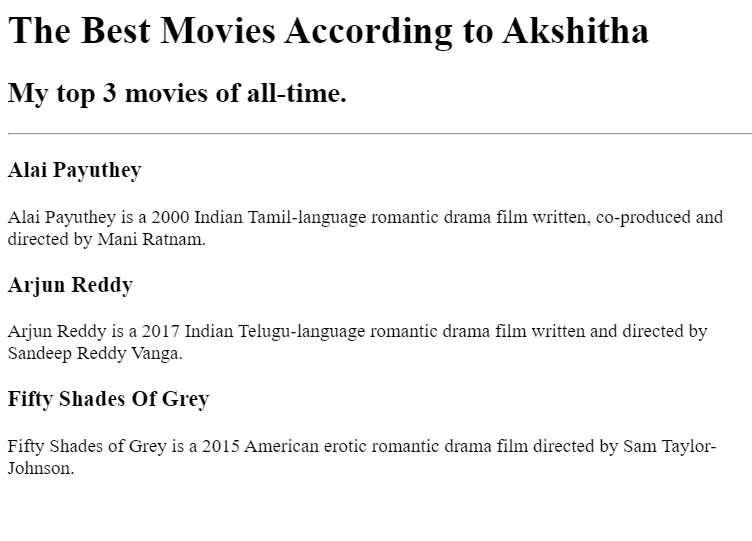 The Best Movies According to Akshitha
My top 3 movies of all-time.
Alai Payuthey
Alai Payuthey is a 2000 Indian Tamil-language romantic drama film written, co-produced and
directed by Mani Ratnam.
Arjun Reddy
Arjun Reddy is a 2017 Indian Telugu-language romantic drama film written and directed by
Sandeep Reddy Vanga.
Fifty Shades Of Grey
Fifty Shades of Grey is a 2015 American erotic romantic drama film directed by Sam Taylor-
Johnson.